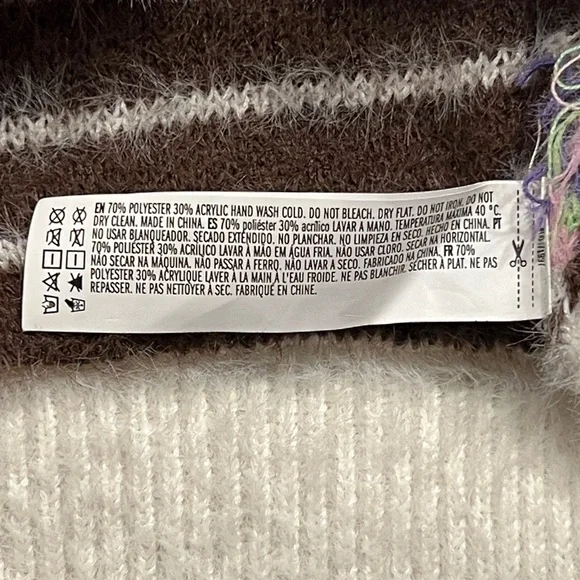 EN 70% POLYESTER 30% ACRYLIC HAND WASH COLD. DO NOT BLEACH. DRY FLAT. DO NOT IRON. DO NOT
DRY CLEAN. MADE IN CHINA. ES 70% poliéster 30% acrílico LAVAR A MANO. TEMPERATURA MAXIMA 40 °C.
NO USAR BLANQUEADOR. SECADO EXTENDIDO. NO PLANCHAR. NO LIMPIEZA EN SECO. HECHO EN CHINA. PT
70% POLIÉSTER 30% ACRÍLICO LAVAR À MÃO EM ÁGUA FRIA. NÃO USAR CLORO. SECAR NA HORIZONTAL.
NÃO SECAR NA MÁQUINA. NÃO PASSAR A FERRO. NÃO LAVAR A SECO. FABRICADO NA CHINA. FR 70%
POLYESTER 30% ACRYLIQUE LAVER À LA MAIN À L'EAU FROIDE. NE PAS BLANCHIR. SÉCHER À PLAT. NE PAS
REPASSER. NE PAS NETTOYER À SEC. FABRIQUÉ EN CHINE.